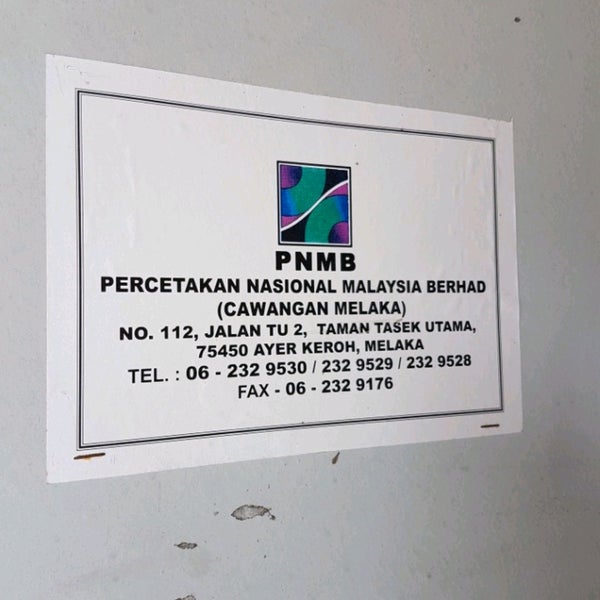 PNMB
PERCETAKAN NASIONAL MALAYSIA BERHAD
(CAWANGAN MELAKA)
NO. 112, JALAN TU 2, TAMAN TASEK UTAMA,
75450 AYER KEROH, MELAKA
TEL. : 06 - 232 9530 / 232 9529 / 232 9528
FAX - 06 - 232 9176